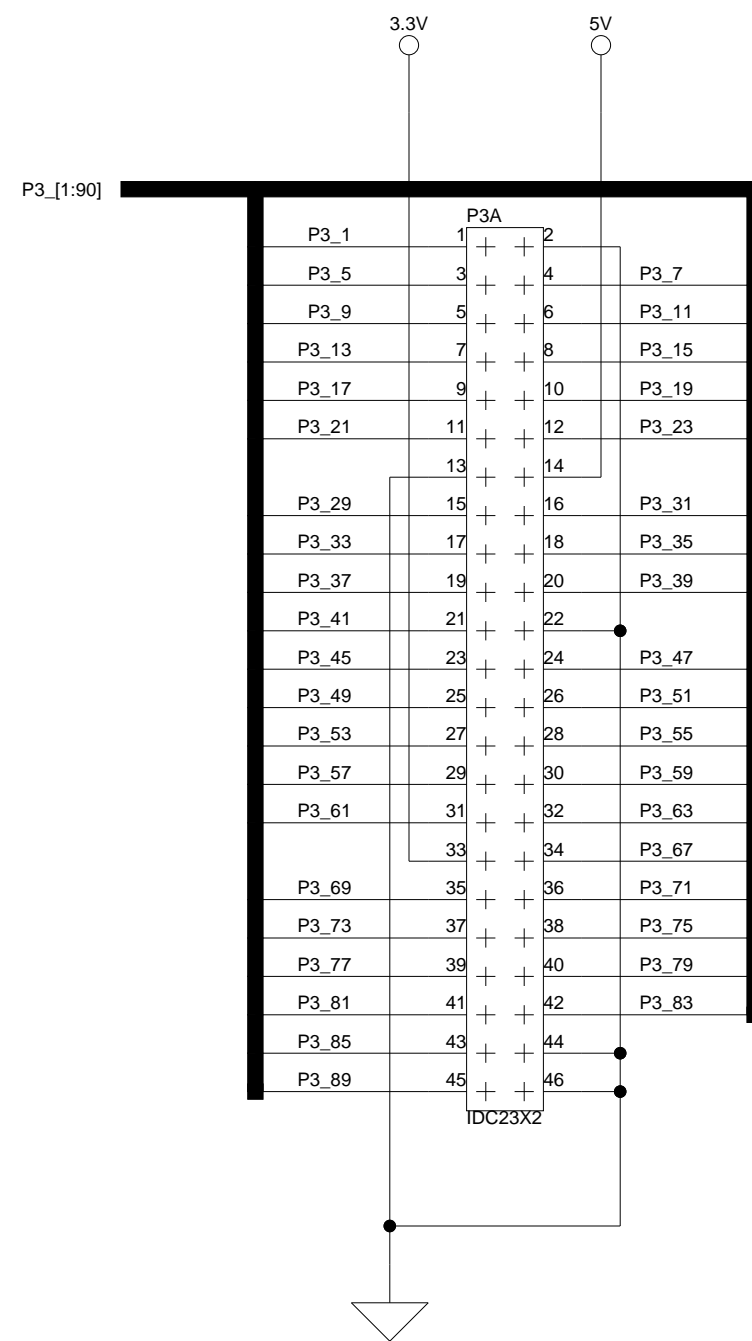 3.3V 5V
P3_[1:90]
P3A
P3_1 1 2
P3_5 3 4 P3_7
P3_9 5 6 P3_11
P3_13 7 8 P3_15
P3_17 9 10 P3_19
P3_21 11 12 P3_23
13 14
P3_29 15 16 P3_31
P3_33 17 18 P3_35
P3_37 19 20 P3_39
P3_41 21 22
P3_45 23 24 P3_47
P3_49 25 26 P3_51
P3_53 27 28 P3_55
P3_57 29 30 P3_59
P3_61 31 32 P3_63
33 34 P3_67
P3_69 35 36 P3_71
P3_73 37 38 P3_75
P3_77 39 40 P3_79
P3_81 41 42 P3_83
P3_85 43 44
P3_89 45 46
IDC23X2